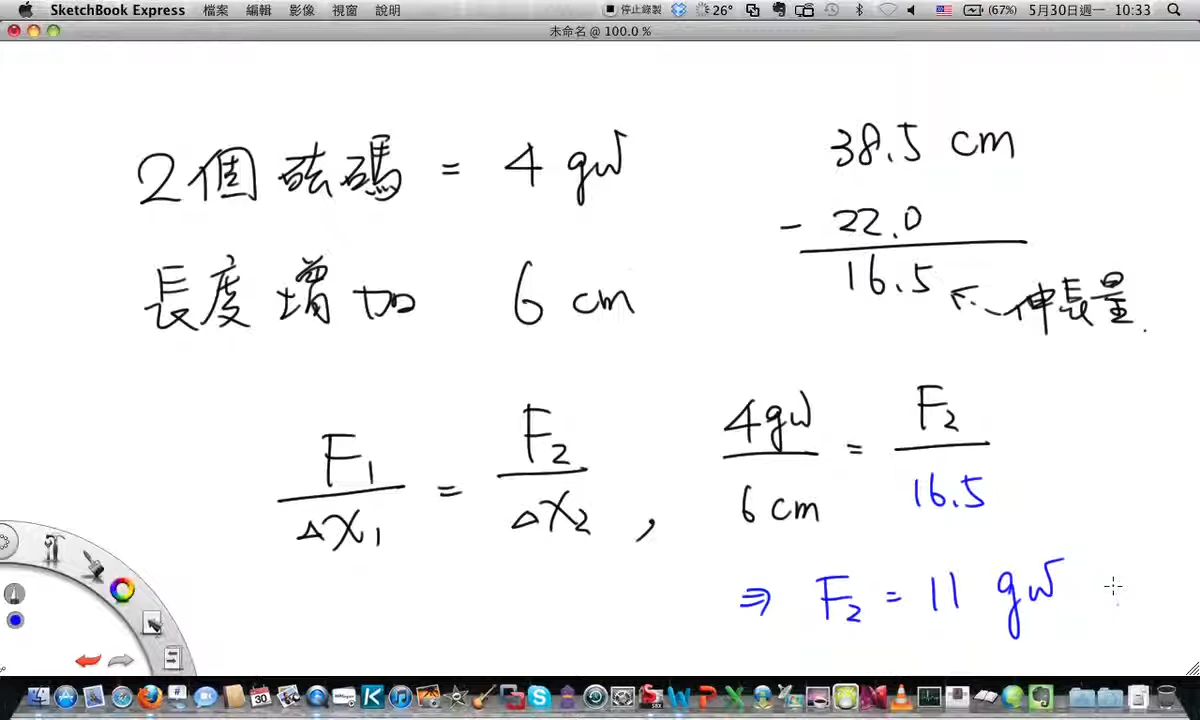 SketchBook Express 檔案 編輯 影像 視窗 說明 停止錄製 26° (67%) 5月30日週一 10:33
未命名 @ 100.0 %
2個砝碼 = 4 gw
38.5 cm
- 22.0
16.5 ←--伸長量.
長度增加 6 cm
F₁/ΔX₁ = F₂/ΔX₂ , 4gw/6cm = F₂/16.5
⇒ F₂ = 11 gw